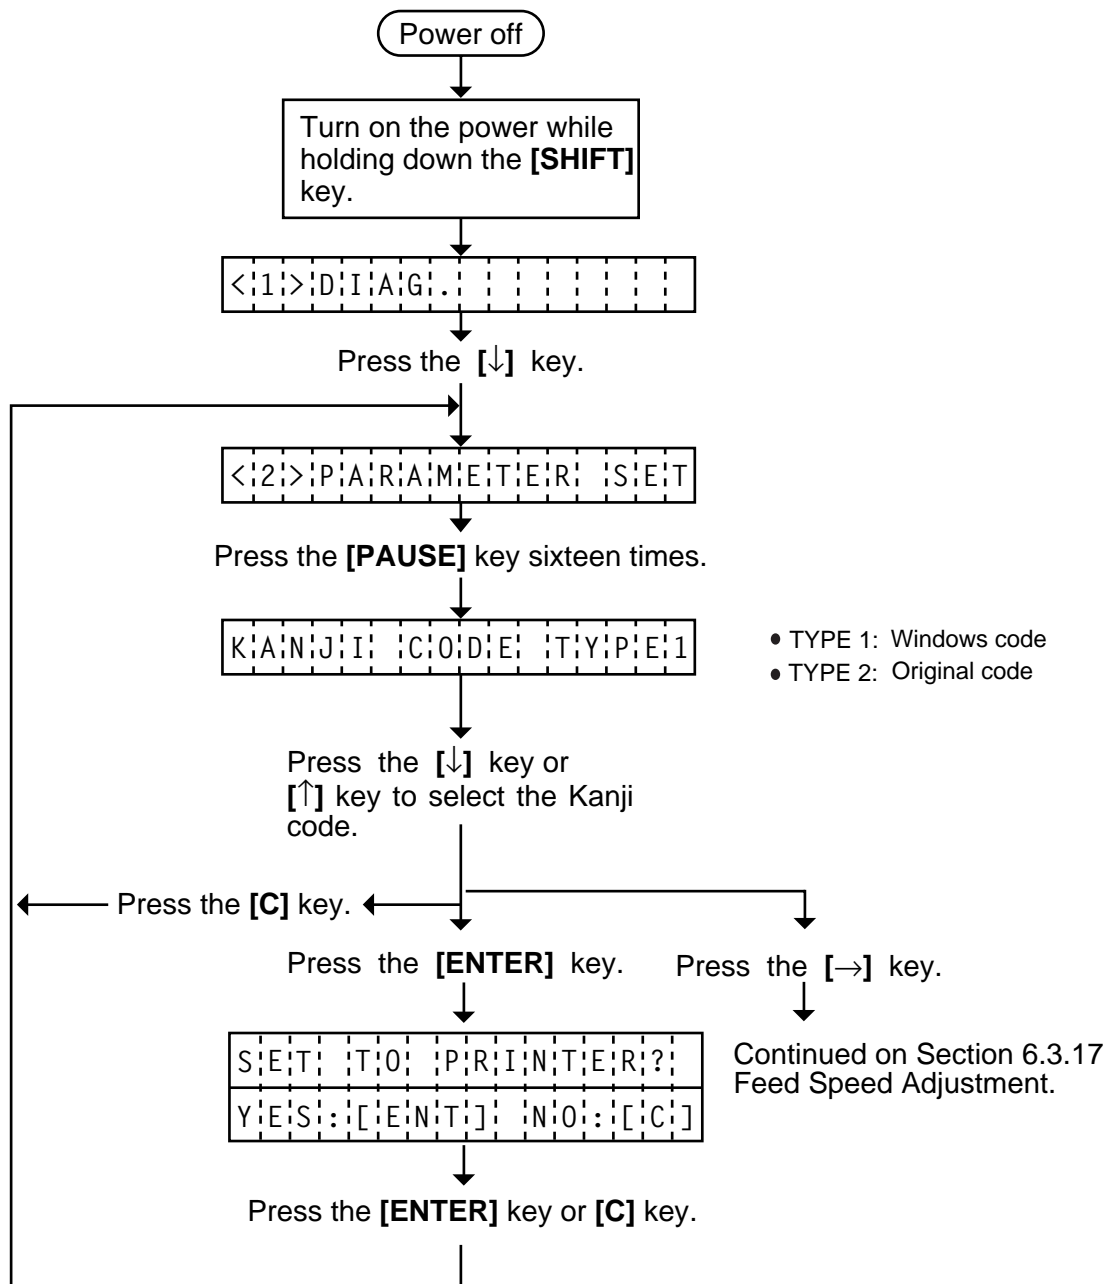 Power off
Turn on the power while
holding down the [SHIFT]
key.
<1>DIAG.
Press the [↓] key.
<2>PARAMETER SET
Press the [PAUSE] key sixteen times.
KANJI CODE TYPE1
• TYPE 1: Windows code
• TYPE 2: Original code
Press the [↓] key or
[↑] key to select the Kanji
code.
Press the [C] key.
Press the [ENTER] key.
Press the [→] key.
SET TO PRINTER?
YES:[ENT] NO:[C]
Continued on Section 6.3.17
Feed Speed Adjustment.
Press the [ENTER] key or [C] key.